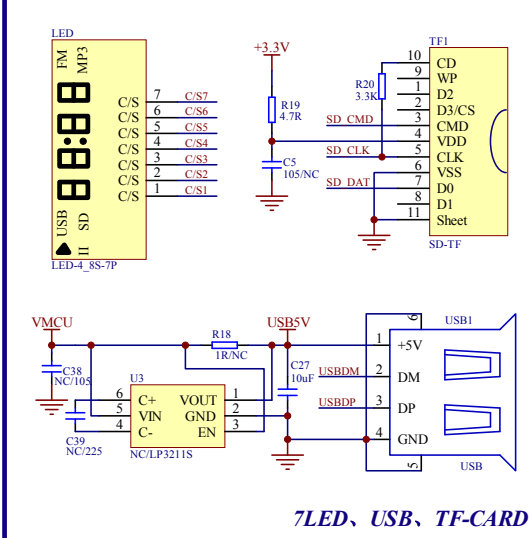 LED
FM
MP3
USB
SD
II
C/S 7 C/S7
C/S 6 C/S6
C/S 5 C/S5
C/S 4 C/S4
C/S 3 C/S3
C/S 2 C/S2
C/S 1 C/S1
LED-4_8S-7P
+3.3V
R19
4.7R
C5
105/NC
R20
3.3K
SD_CMD
SD_CLK
SD_DAT
TF1
10 CD
9 WP
1 D2
2 D3/CS
3 CMD
4 VDD
5 CLK
6 VSS
7 D0
8 D1
11 Sheet
SD-TF
VMCU
C38
NC/105
C39
NC/225
R18
1R/NC
U3
6 C+ VOUT 1
5 VIN GND 2
4 C- EN 3
NC/LP3211S
USB5V
C27
10uF
USBDM
USBDP
USB1
6
1 +5V
2 DM
3 DP
4 GND
5
USB
7LED、USB、TF-CARD